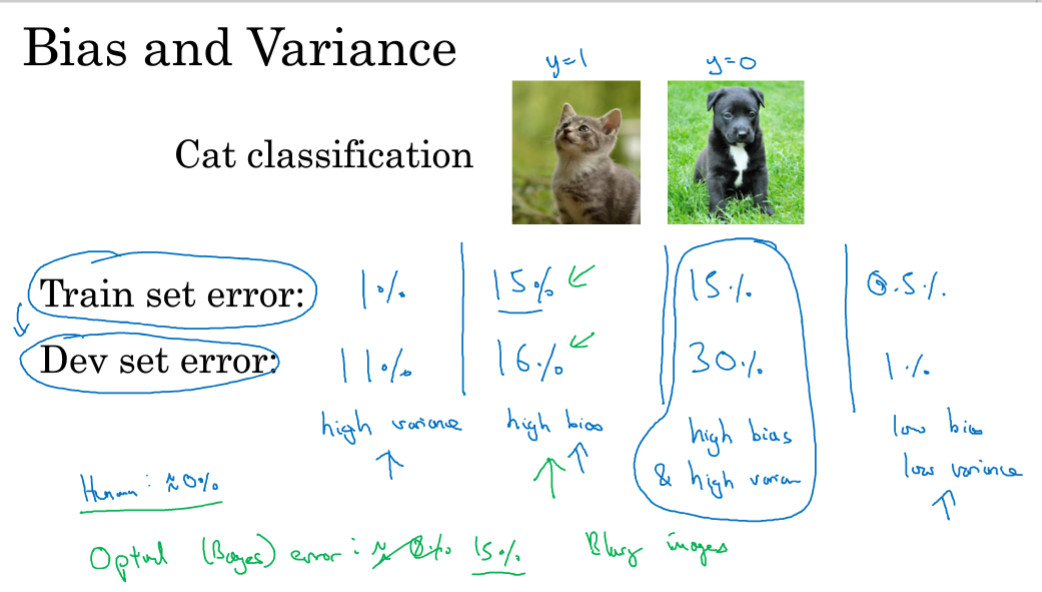 Bias and Variance
y=1 y=0
Cat classification
Train set error: 1% 15% 15% 0.5%
Dev set error: 11% 16% 30% 1%
high variance high bias high bias low bias
& high varian low variance
Human: ≈0%
Optimal (Bayes) error: ≈0% 15% Blurry images